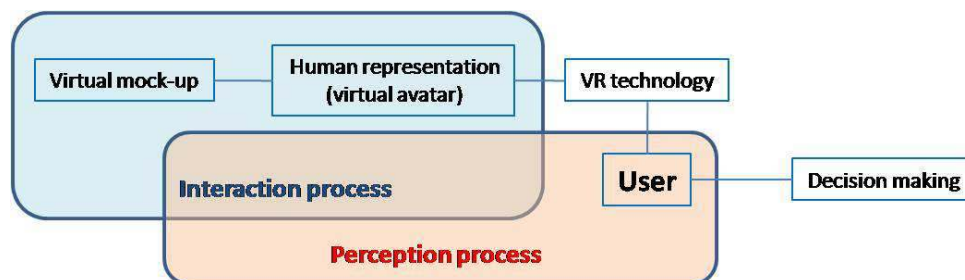 Virtual mock-up
Human representation
(virtual avatar)
VR technology
User
Decision making
Interaction process
Perception process